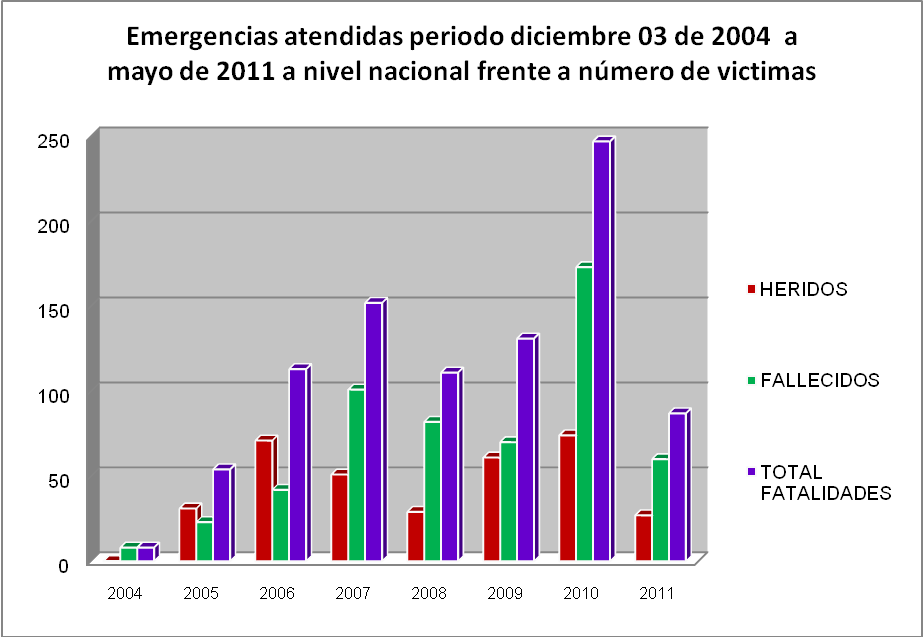 Emergencias atendidas periodo diciembre 03 de 2004 a
mayo de 2011 a nivel nacional frente a número de victimas
250
200
150
100
50
0
2004 2005 2006 2007 2008 2009 2010 2011
HERIDOS
FALLECIDOS
TOTAL
FATALIDADES